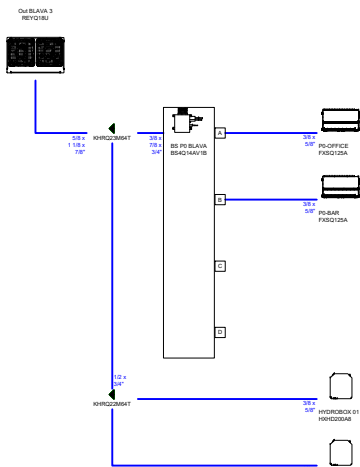 Out BLAVA 3
REYQ18U
5/8 x
1 1/8 x
7/8"
KHRQ23M64T
3/8 x
7/8 x
3/4"
BS P0 BLAVA
BS4Q14AV1B
A
3/8 x
5/8"
P0-OFFICE
FXSQ125A
B
3/8 x
5/8"
P0-BAR
FXSQ125A
C
D
1/2 x
3/4"
KHRQ22M64T
3/8 x
5/8"
HYDROBOX 01
HXHD200A8